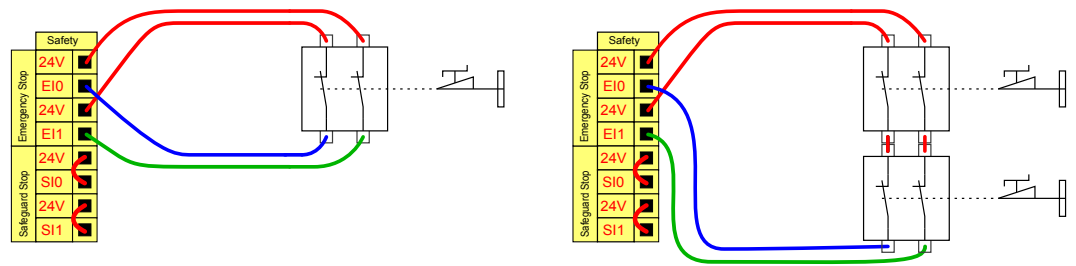 Safety
Emergency Stop
24V
EI0
24V
EI1
Safeguard Stop
24V
SI0
24V
SI1
Safety
Emergency Stop
24V
EI0
24V
EI1
Safeguard Stop
24V
SI0
24V
SI1